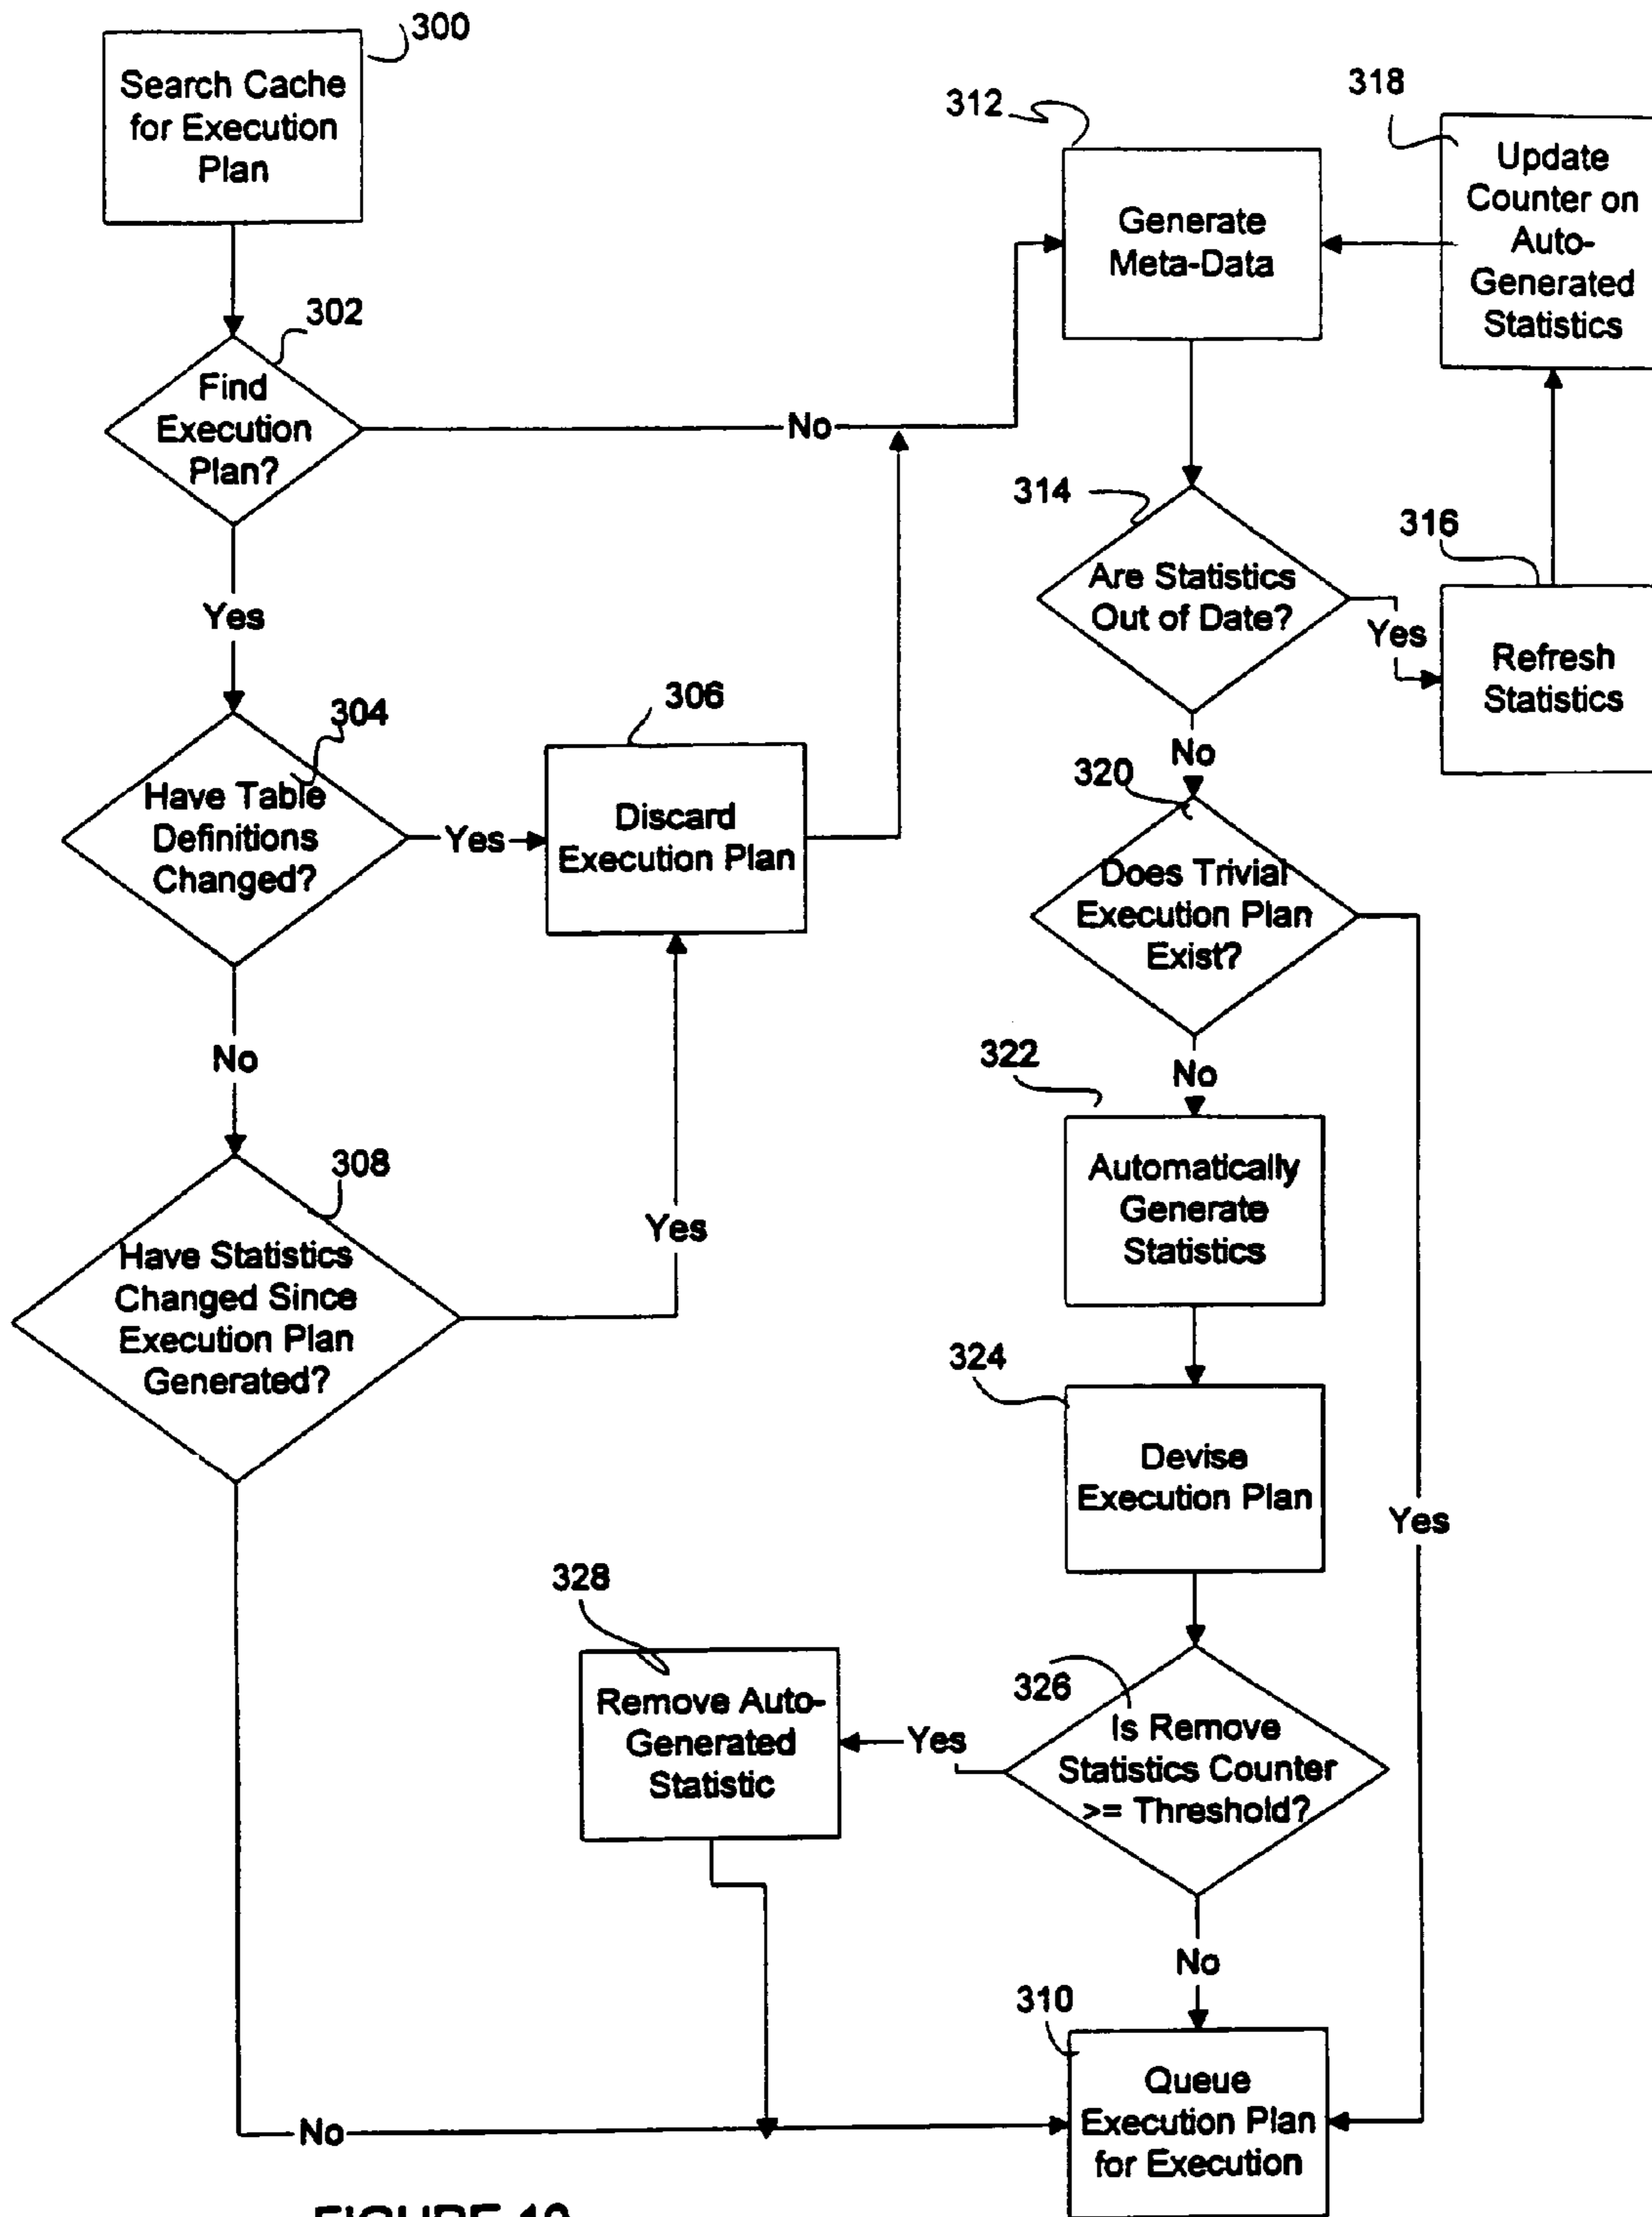 300
Search Cache
for Execution
Plan
302
Find
Execution
Plan?
No
Yes
304
Have Table
Definitions
Changed?
Yes
306
Discard
Execution Plan
No
308
Have Statistics
Changed Since
Execution Plan
Generated?
Yes
No
312
Generate
Meta-Data
318
Update
Counter on
Auto-
Generated
Statistics
314
Are Statistics
Out of Date?
Yes
316
Refresh
Statistics
No
320
Does Trivial
Execution Plan
Exist?
Yes
No
322
Automatically
Generate
Statistics
324
Devise
Execution Plan
326
Is Remove
Statistics Counter
>= Threshold?
Yes
328
Remove Auto-
Generated
Statistic
No
310
Queue
Execution Plan
for Execution